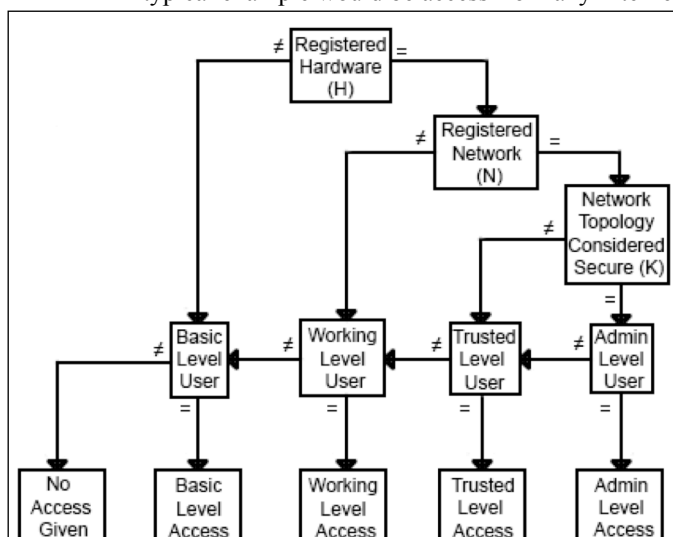 ≠
Registered
Hardware
(H)
=
≠
Registered
Network
(N)
=
≠
Network
Topology
Considered
Secure (K)
=
≠
Basic
Level
User
=
≠
Working
Level
User
=
≠
Trusted
Level
User
=
≠
Admin
Level
User
=
No
Access
Given
Basic
Level
Access
Working
Level
Access
Trusted
Level
Access
Admin
Level
Access